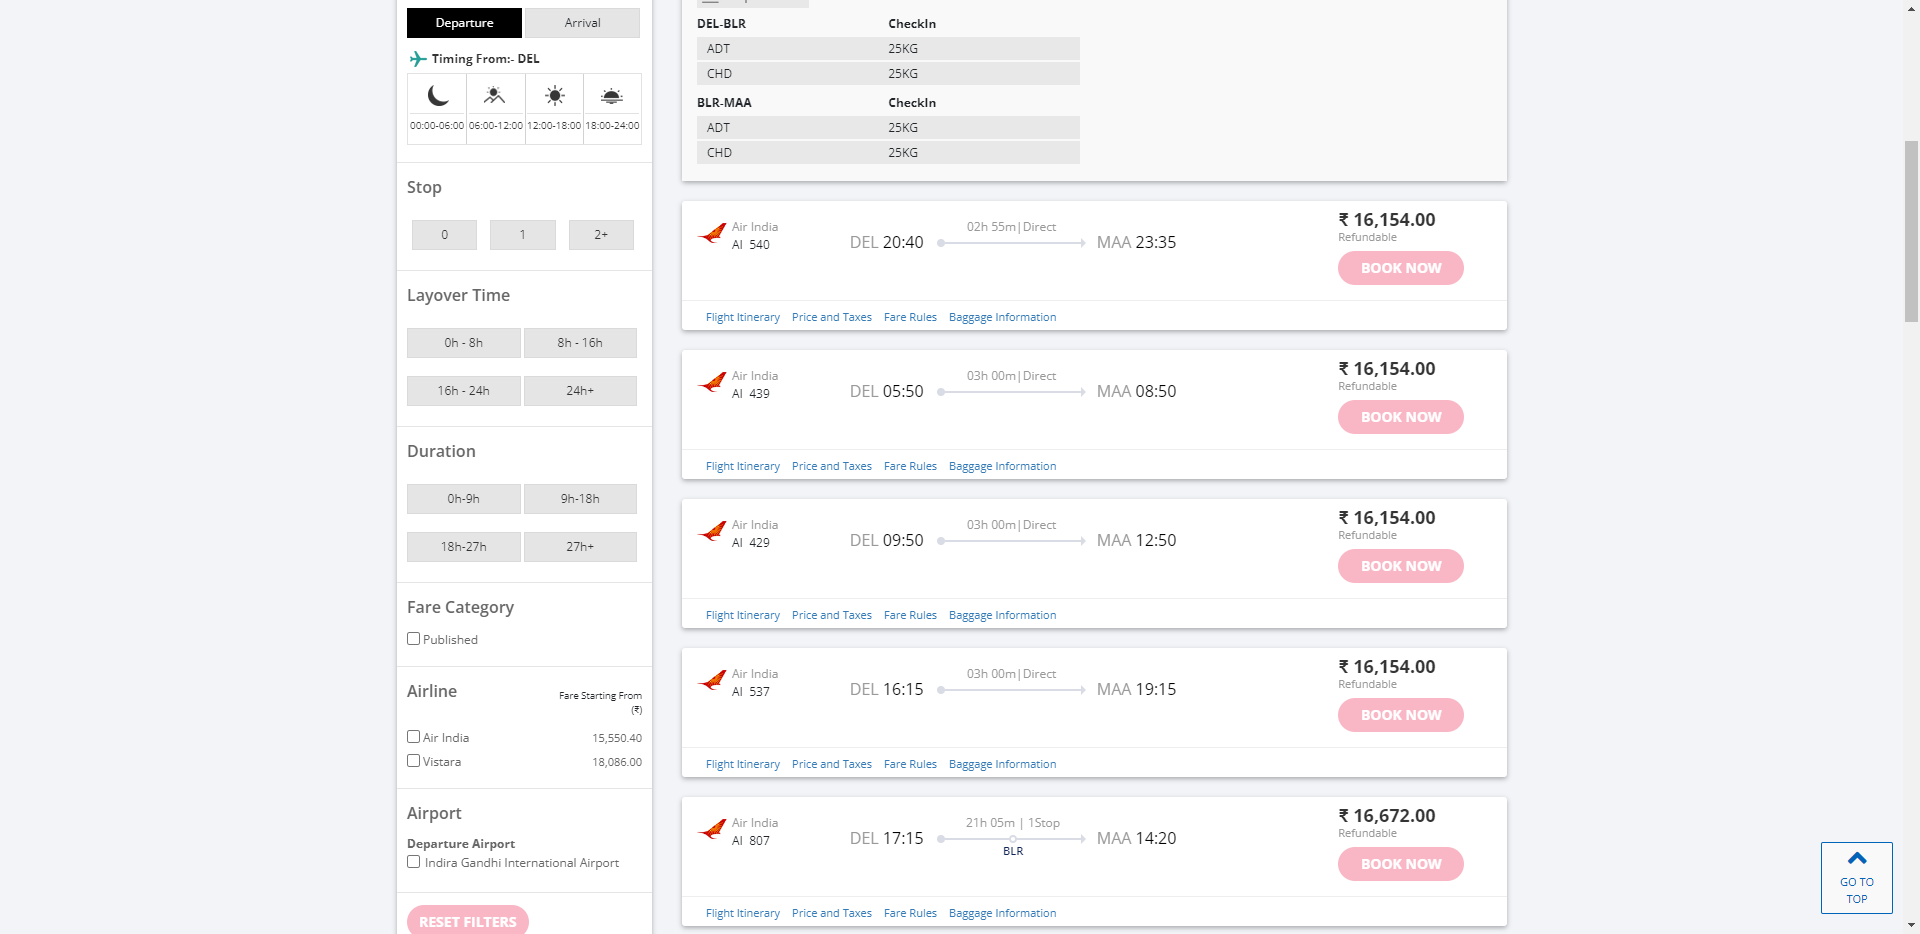 Departure
Arrival
Timing From:- DEL
00:00-06:00
06:00-12:00
12:00-18:00
18:00-24:00
Stop
0
1
2+
Layover Time
0h - 8h
8h - 16h
16h - 24h
24h+
Duration
0h-9h
9h-18h
18h-27h
27h+
Fare Category
Published
Airline
Fare Starting From
(₹)
Air India 15,550.40
Vistara 18,086.00
Airport
Departure Airport
Indira Gandhi International Airport
RESET FILTERS
DEL-BLR CheckIn
ADT 25KG
CHD 25KG
BLR-MAA CheckIn
ADT 25KG
CHD 25KG
Air India
AI 540
DEL 20:40
02h 55m|Direct
MAA 23:35
₹ 16,154.00
Refundable
BOOK NOW
Flight Itinerary Price and Taxes Fare Rules Baggage Information
Air India
AI 439
DEL 05:50
03h 00m|Direct
MAA 08:50
₹ 16,154.00
Refundable
BOOK NOW
Flight Itinerary Price and Taxes Fare Rules Baggage Information
Air India
AI 429
DEL 09:50
03h 00m|Direct
MAA 12:50
₹ 16,154.00
Refundable
BOOK NOW
Flight Itinerary Price and Taxes Fare Rules Baggage Information
Air India
AI 537
DEL 16:15
03h 00m|Direct
MAA 19:15
₹ 16,154.00
Refundable
BOOK NOW
Flight Itinerary Price and Taxes Fare Rules Baggage Information
Air India
AI 807
DEL 17:15
21h 05m | 1Stop
BLR
MAA 14:20
₹ 16,672.00
Refundable
BOOK NOW
Flight Itinerary Price and Taxes Fare Rules Baggage Information
GO TO
TOP